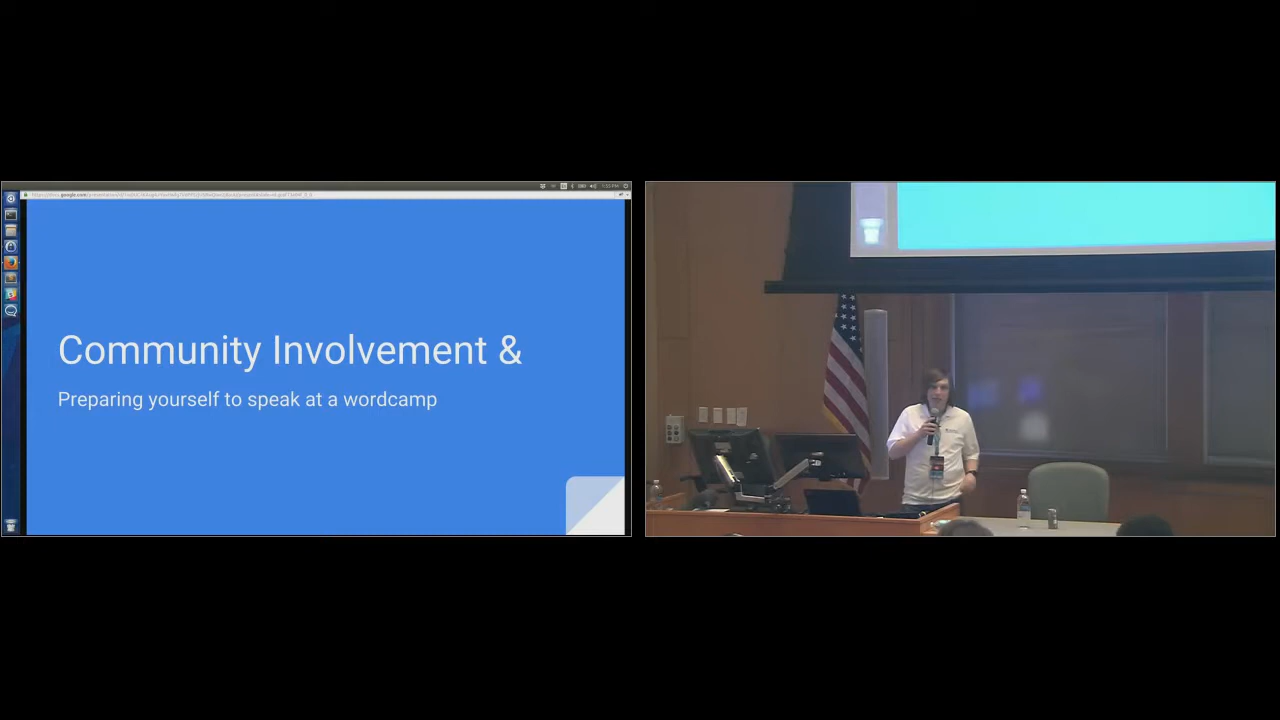 Community Involvement &
Preparing yourself to speak at a wordcamp